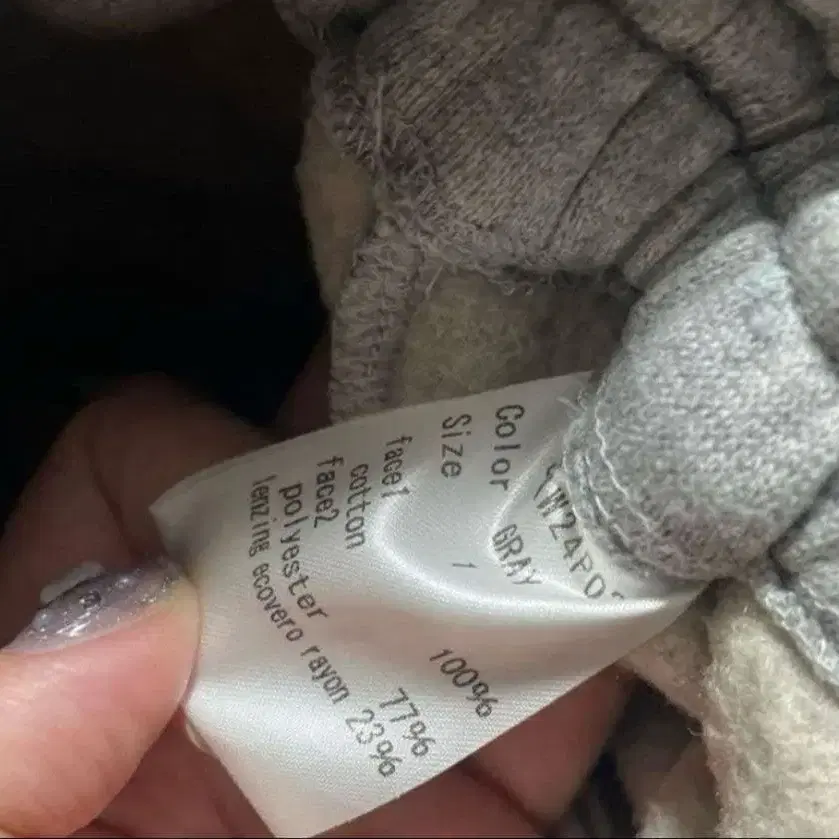 Color GRAY
Size 1
face1
cotton 100%
face2
polyester 77%
lenzing ecovero rayon 23%